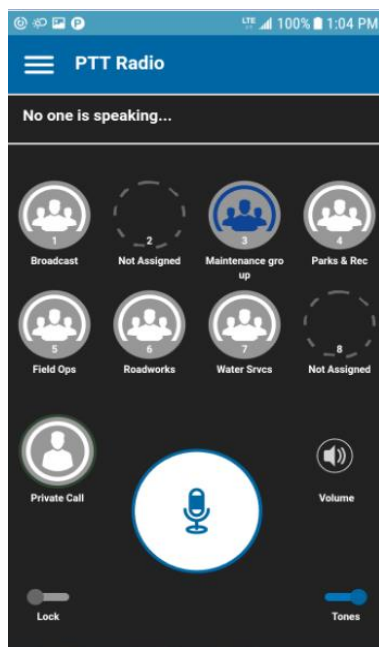 LTE 100% 1:04 PM
PTT Radio
No one is speaking...
1 2 3 4
Broadcast Not Assigned Maintenance gro Parks & Rec
up
5 6 7 8
Field Ops Roadworks Water Srvcs Not Assigned
Private Call Volume
Lock Tones